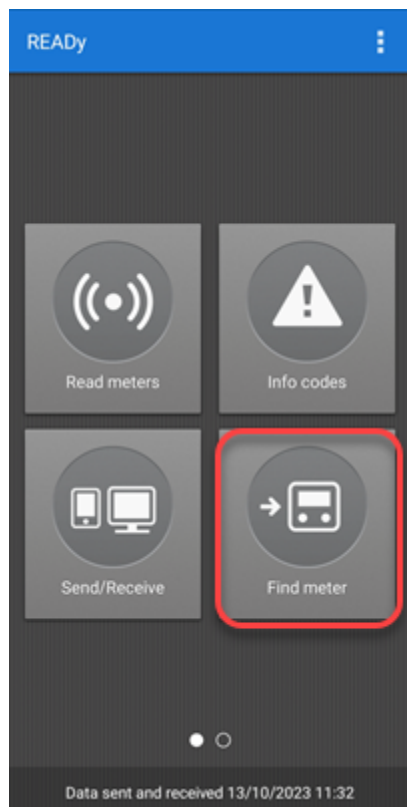 READy
Read meters
Info codes
Send/Receive
Find meter
Data sent and received 13/10/2023 11:32